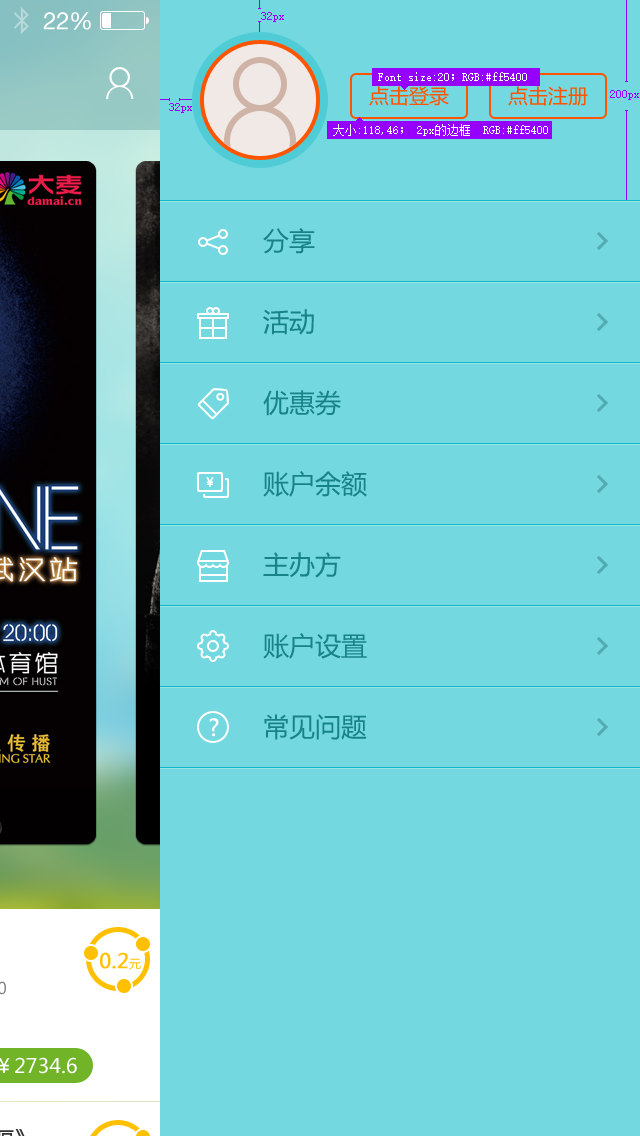 22%
32px
Font size:20; RGB:#ff5400
点击登录
点击注册
32px
200px
大小:118,46; 2px的边框 RGB:#ff5400
大麦
damai.cn
分享
活动
优惠券
账户余额
NE
武汉站
主办方
20:00
体育馆
M OF HUST
账户设置
传播
NG STAR
常见问题
0.2元
0
¥2734.6